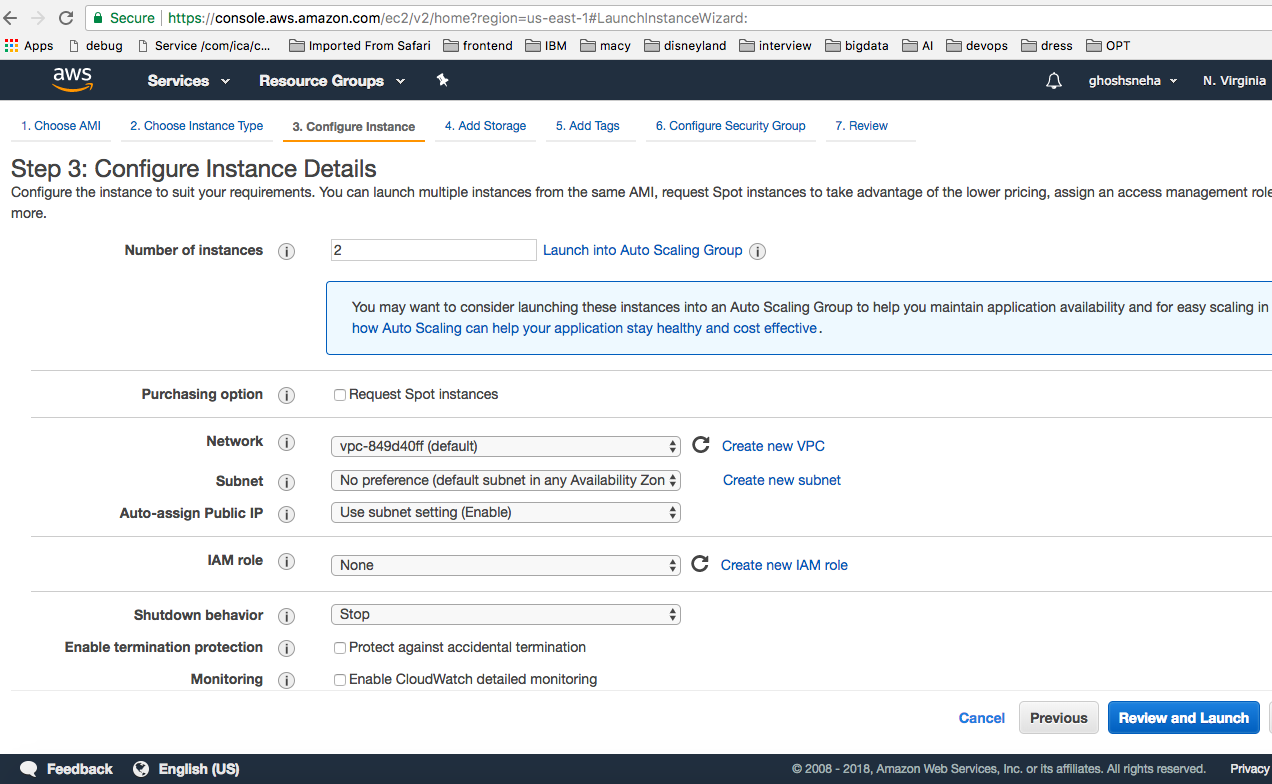 Secure https://console.aws.amazon.com/ec2/v2/home?region=us-east-1#LaunchInstanceWizard:
Apps debug Service /com/ica/c... Imported From Safari frontend IBM macy disneyland interview bigdata AI devops dress OPT
aws Services Resource Groups ghoshsneha N. Virginia
1. Choose AMI 2. Choose Instance Type 3. Configure Instance 4. Add Storage 5. Add Tags 6. Configure Security Group 7. Review
Step 3: Configure Instance Details
Configure the instance to suit your requirements. You can launch multiple instances from the same AMI, request Spot instances to take advantage of the lower pricing, assign an access management role
more.
Number of instances i 2 Launch into Auto Scaling Group i
You may want to consider launching these instances into an Auto Scaling Group to help you maintain application availability and for easy scaling in
how Auto Scaling can help your application stay healthy and cost effective.
Purchasing option i Request Spot instances
Network i vpc-849d40ff (default) Create new VPC
Subnet i No preference (default subnet in any Availability Zon Create new subnet
Auto-assign Public IP i Use subnet setting (Enable)
IAM role i None Create new IAM role
Shutdown behavior i Stop
Enable termination protection i Protect against accidental termination
Monitoring i Enable CloudWatch detailed monitoring
Cancel Previous Review and Launch
Feedback English (US) © 2008 - 2018, Amazon Web Services, Inc. or its affiliates. All rights reserved. Privacy